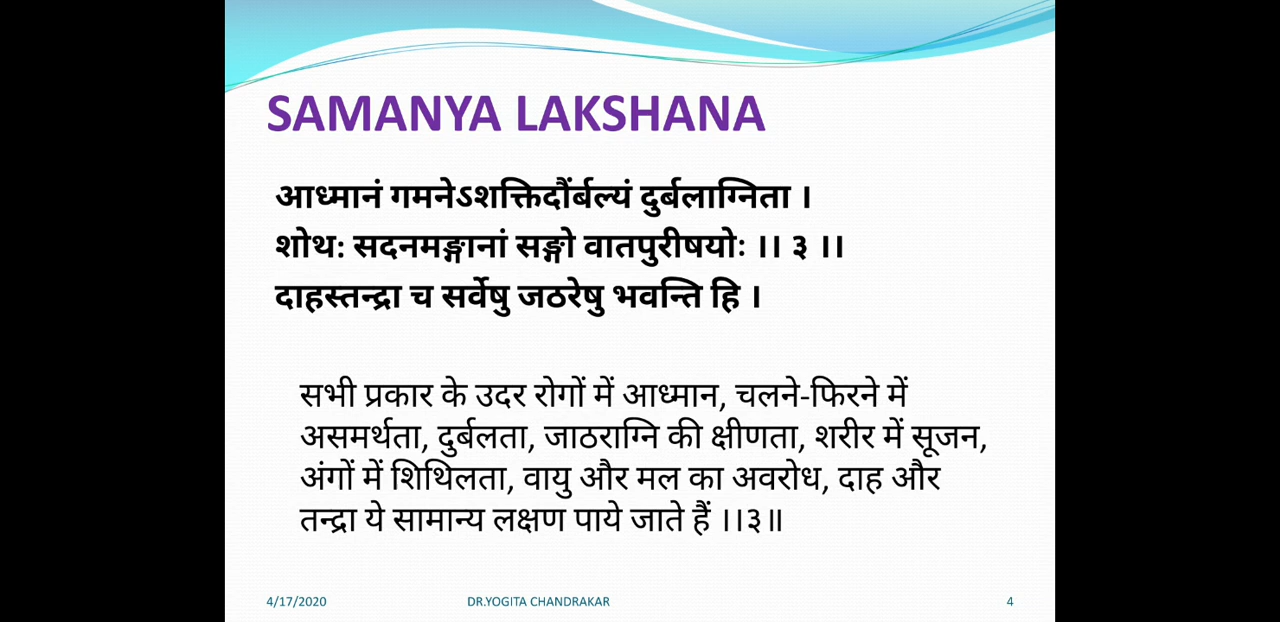 SAMANYA LAKSHANA
आध्मानं गमनेऽशक्तिदौंर्बल्यं दुर्बलाग्निता ।
शोथ: सदनमङ्गानां सङ्गो वातपुरीषयोः ।। ३ ।।
दाहस्तन्द्रा च सर्वेषु जठरेषु भवन्ति हि ।
सभी प्रकार के उदर रोगों में आध्मान, चलने-फिरने में
असमर्थता, दुर्बलता, जाठराग्नि की क्षीणता, शरीर में सूजन,
अंगों में शिथिलता, वायु और मल का अवरोध, दाह और
तन्द्रा ये सामान्य लक्षण पाये जाते हैं ।।३॥
4/17/2020 DR.YOGITA CHANDRAKAR 4